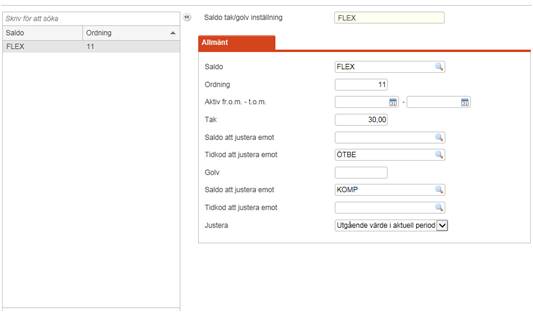 Skriv för att söka
Saldo Ordning
FLEX 11
Saldo tak/golv inställning FLEX
Allmänt
Saldo FLEX
Ordning 11
Aktiv fr.o.m. - t.o.m. -
Tak 30,00
Saldo att justera emot
Tidkod att justera emot ÖTBE
Golv
Saldo att justera emot KOMP
Tidkod att justera emot
Justera Utgående värde i aktuell period